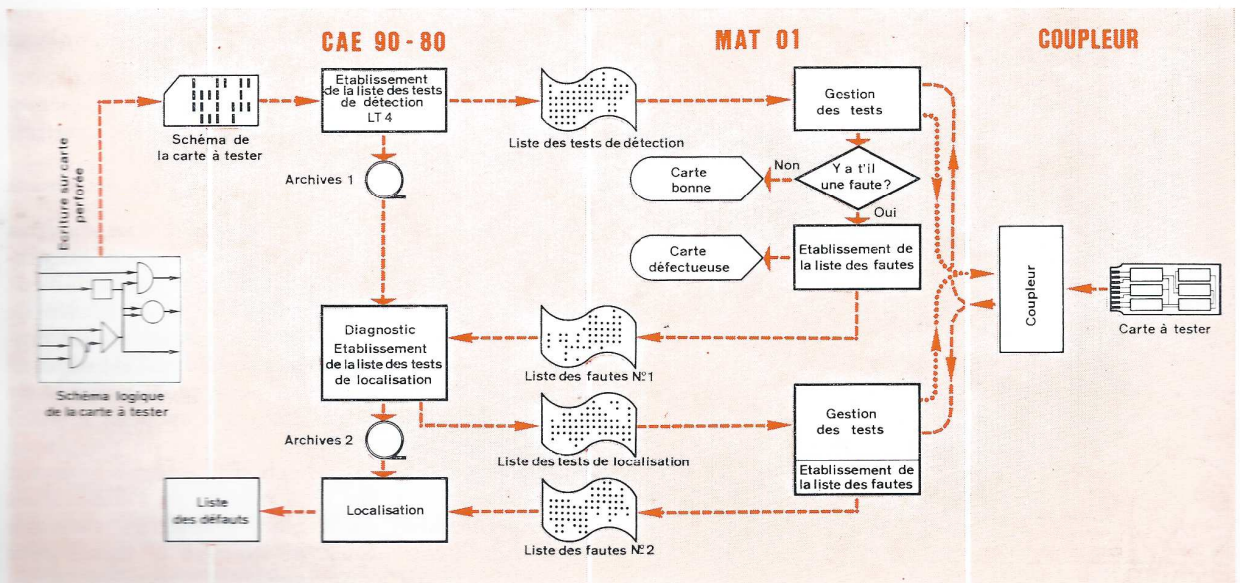 CAE 90-80
MAT 01
COUPLEUR
Ecriture sur carte
perforée
Schéma de
la carte à tester
Etablissement
de la liste des tests
de détection
LT 4
Liste des tests de détection
Gestion
des tests
Archives 1
Carte
bonne
Non
Y a t'il
une faute?
Oui
Carte
défectueuse
Etablissement de
la liste des fautes
Coupleur
Carte à tester
Schéma logique
de la carte à tester
Diagnostic
Etablissement
de la liste des tests
de localisation
Liste des fautes Nº1
Archives 2
Liste des tests de localisation
Gestion
des tests
Etablissement de
la liste des fautes
Liste
des défauts
Localisation
Liste des fautes Nº2